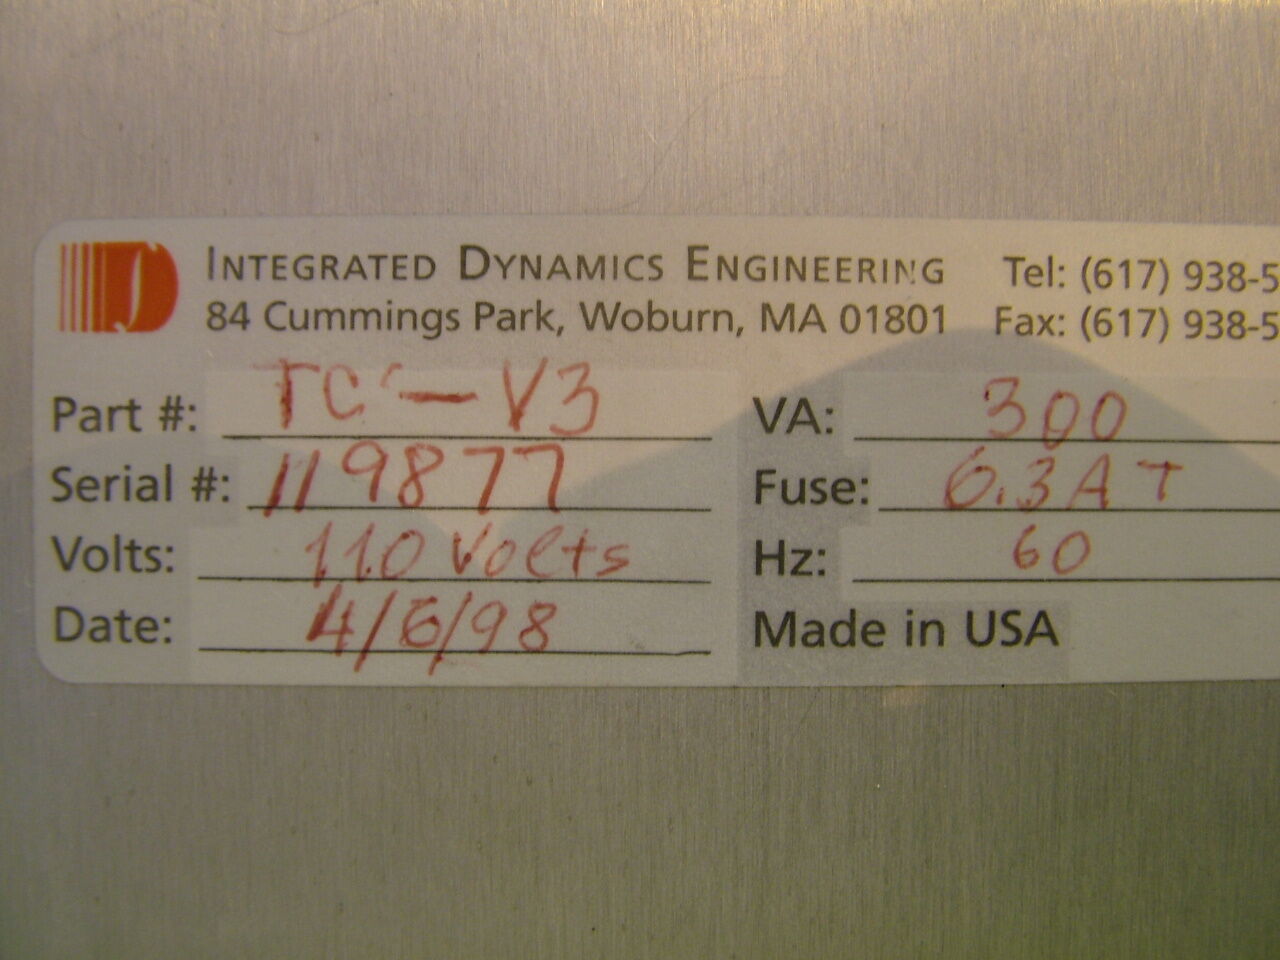 INTEGRATED DYNAMICS ENGINEERING
84 Cummings Park, Woburn, MA 01801
Tel: (617) 938-5
Fax: (617) 938-5
Part #: TC-V3
Serial #: 119877
Volts: 110 Volts
Date: 4/6/98
VA: 300
Fuse: 6.3 A T
Hz: 60
Made in USA